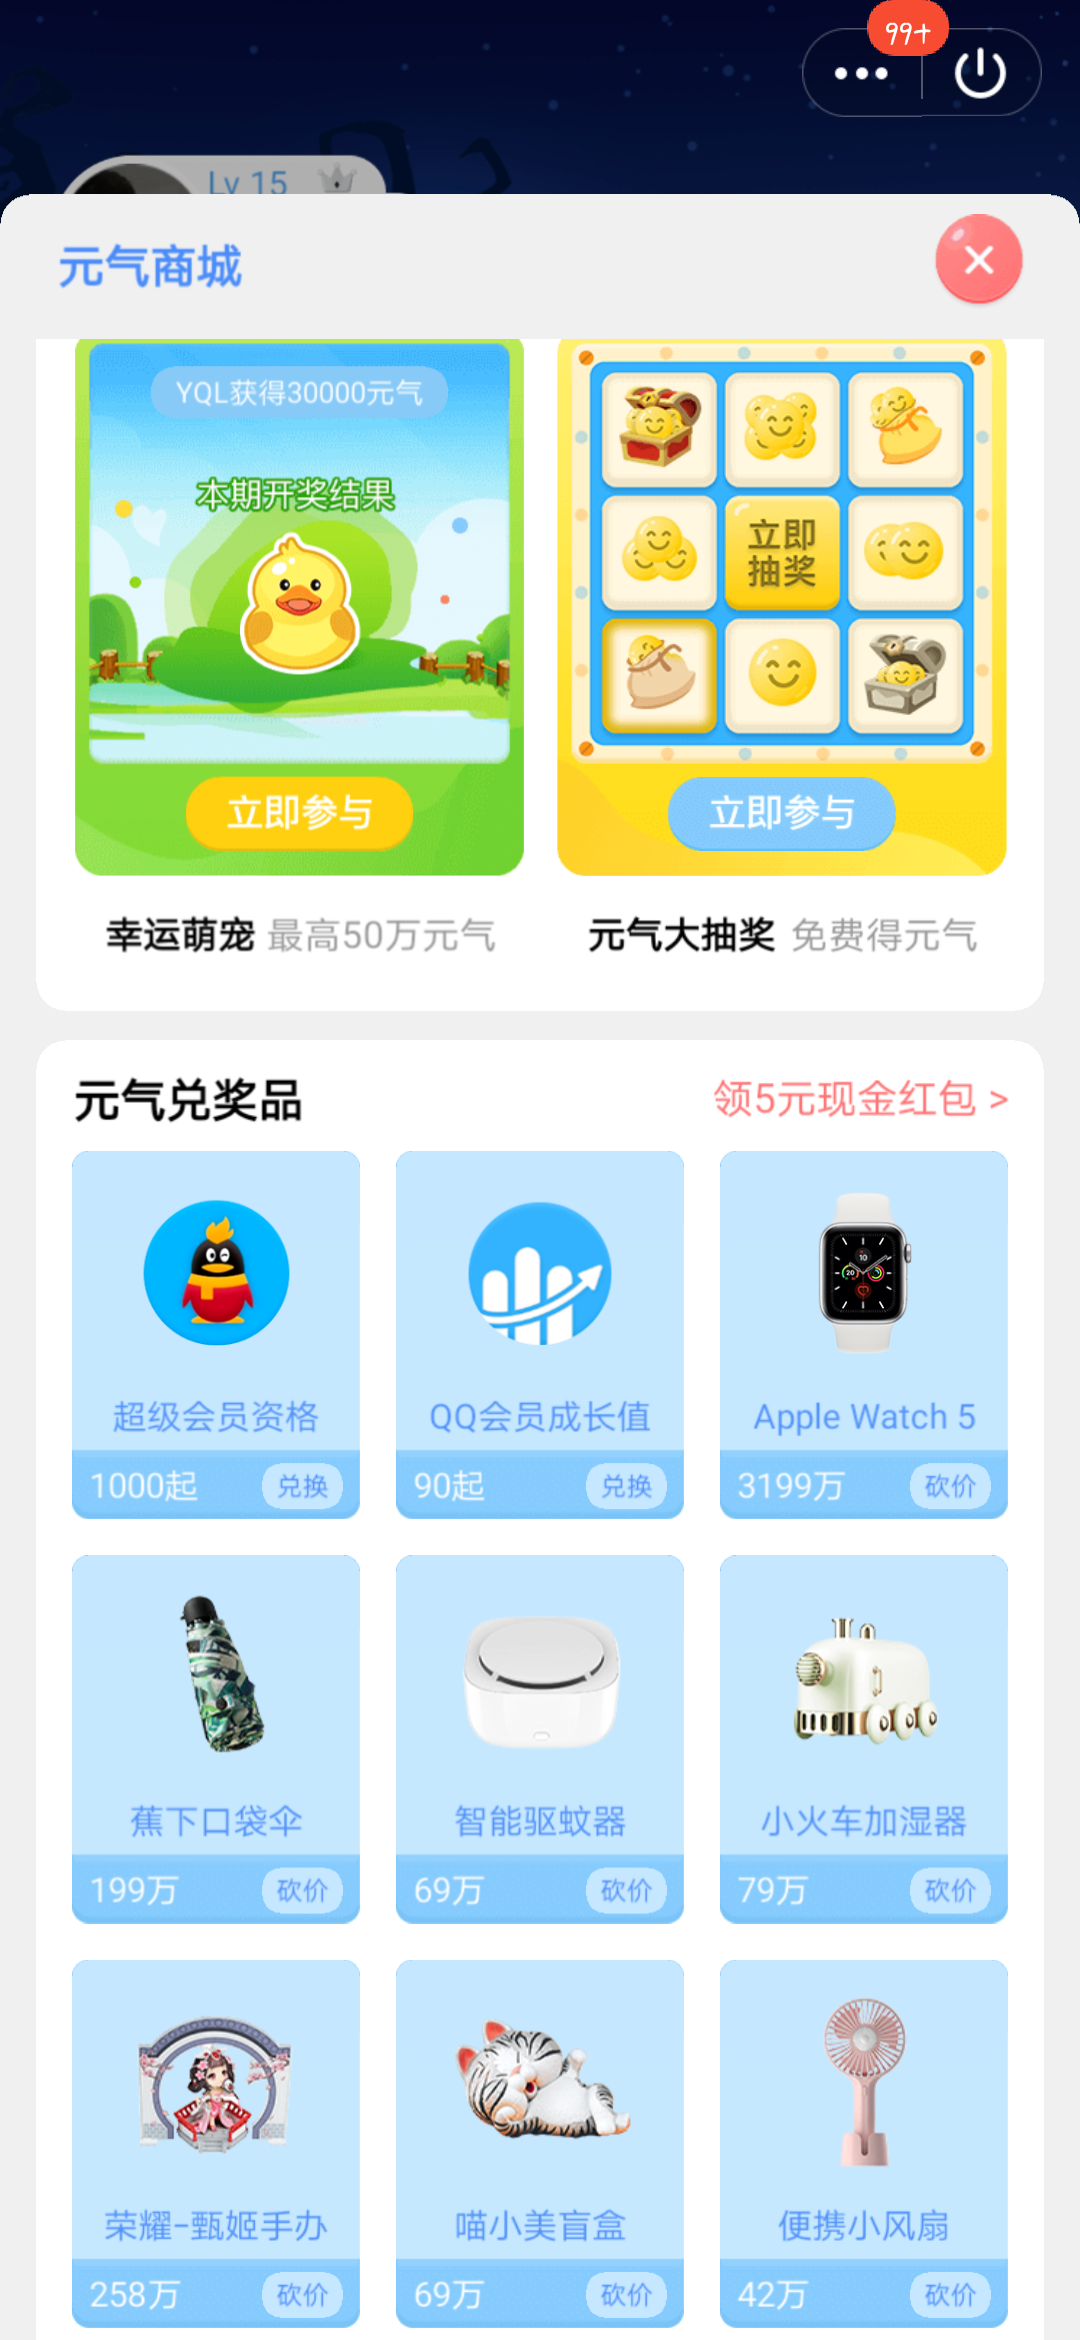 99+
Lv 15
元气商城
YQL获得30000元气
本期开奖结果
立即
抽奖
立即参与
立即参与
幸运萌宠 最高50万元气
元气大抽奖 免费得元气
元气兑奖品
领5元现金红包 >
超级会员资格
QQ会员成长值
Apple Watch 5
1000起 兑换
90起 兑换
3199万 砍价
蕉下口袋伞
智能驱蚊器
小火车加湿器
199万 砍价
69万 砍价
79万 砍价
荣耀-甄姬手办
喵小美盲盒
便携小风扇
258万 砍价
69万 砍价
42万 砍价